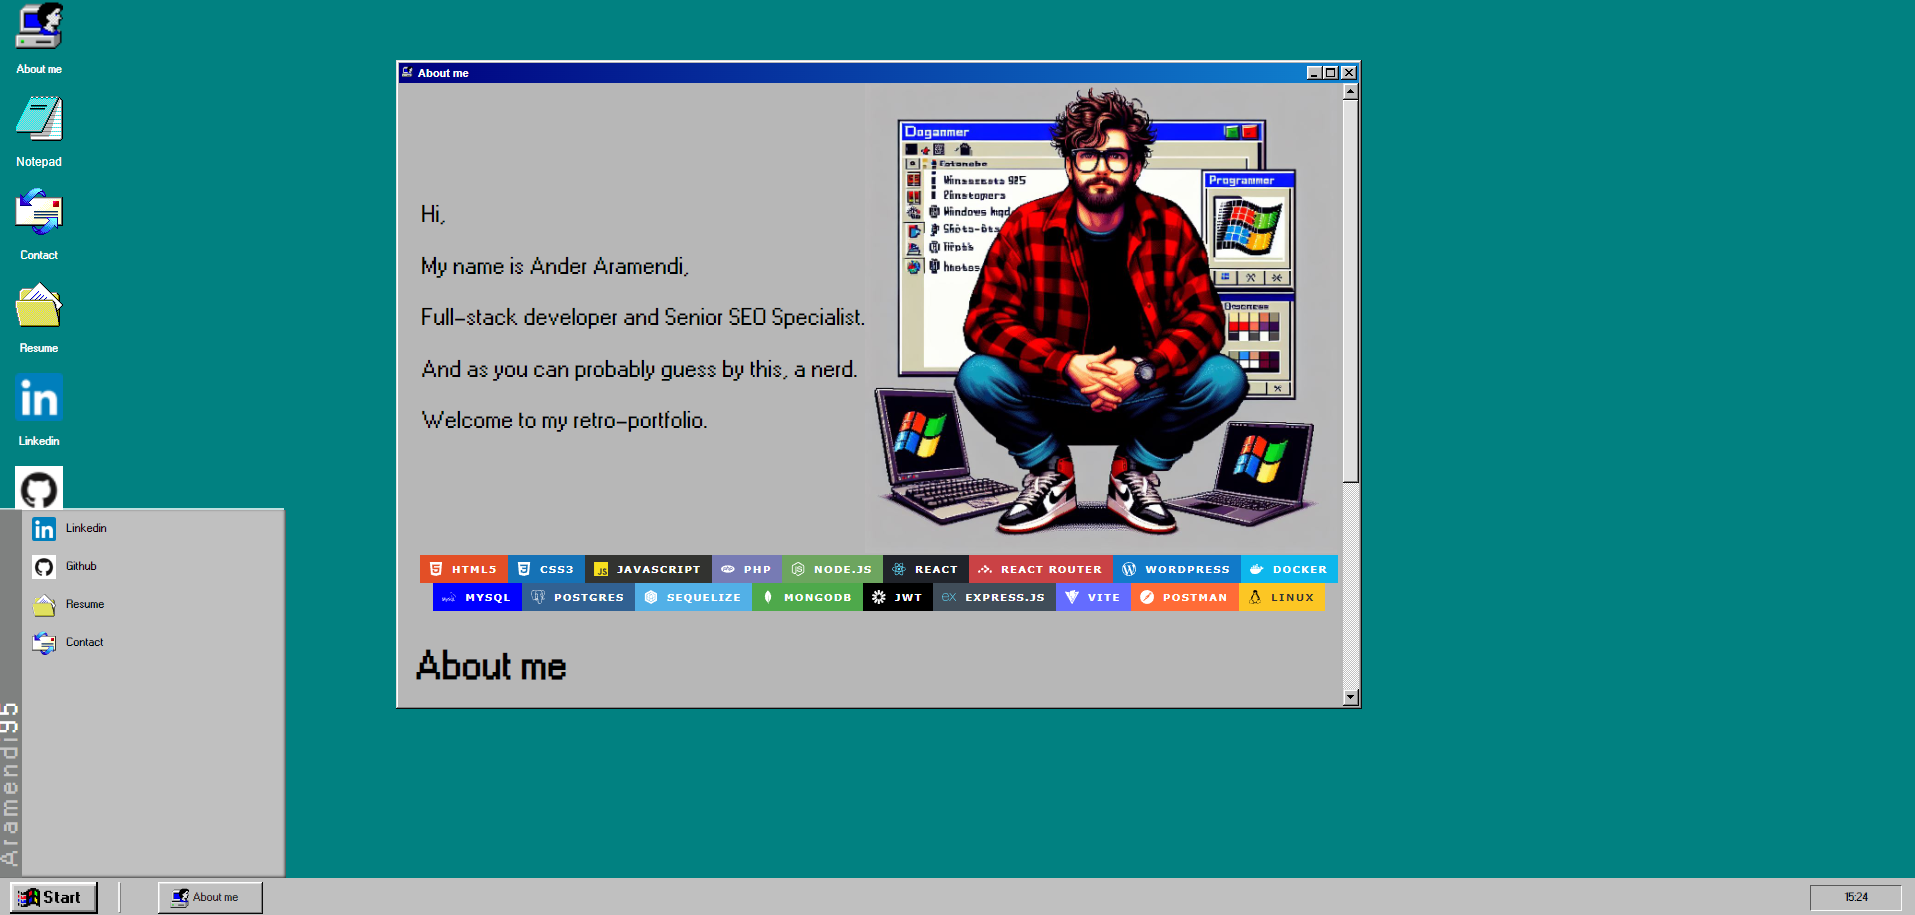 About me
Notepad
Contact
Resume
Linkedin
Linkedin
Github
Resume
Contact
Aramendi95
About me
Hi,
My name is Ander Aramendi,
Full-stack developer and Senior SEO Specialist.
And as you can probably guess by this, a nerd.
Welcome to my retro-portfolio.
Doganmer
Programmer
HTML5 CSS3 JAVASCRIPT PHP NODE.JS REACT REACT ROUTER WORDPRESS DOCKER
MYSQL POSTGRES SEQUELIZE MONGODB JWT EXPRESS.JS VITE POSTMAN LINUX
About me
Start
About me
15:24